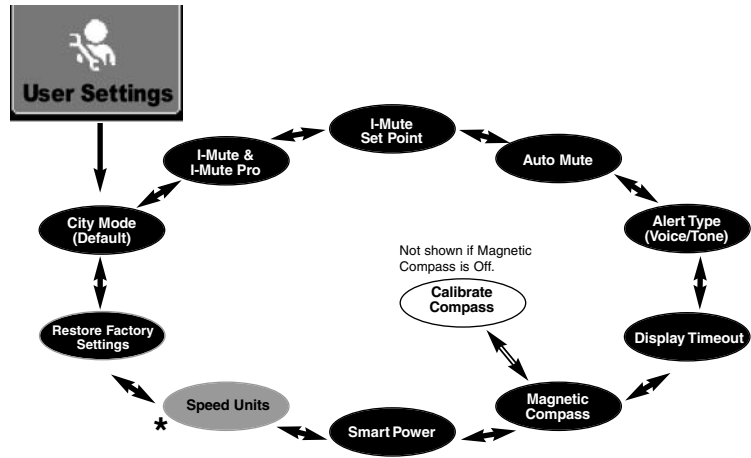 User Settings
I-Mute
Set Point
I-Mute &
I-Mute Pro
Auto Mute
City Mode
(Default)
Alert Type
(Voice/Tone)
Not shown if Magnetic
Compass is Off.
Calibrate
Compass
Restore Factory
Settings
Display Timeout
Speed Units
*
Magnetic
Compass
Smart Power